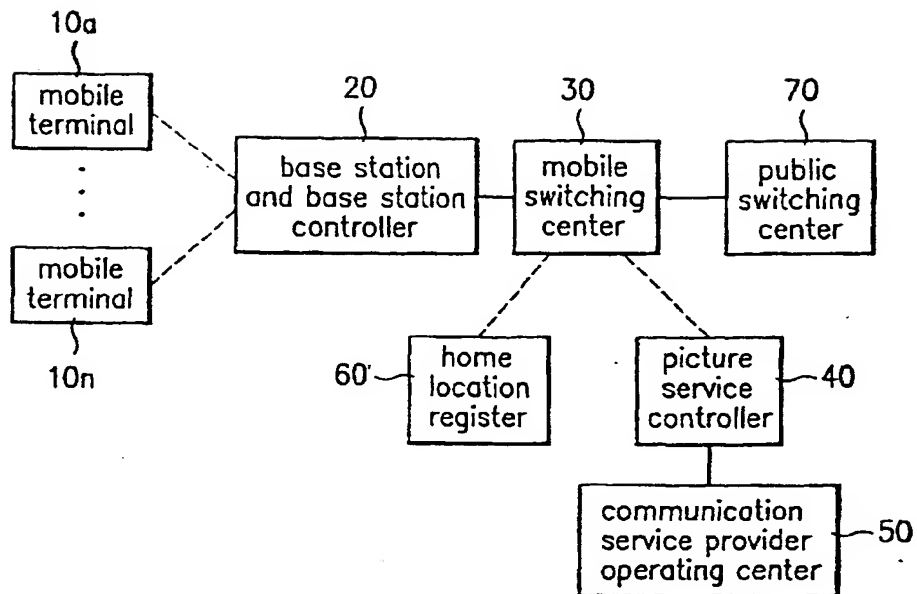 10a
mobile
terminal
20
base station
and base station
controller
30
mobile
switching
center
70
public
switching
center
mobile
terminal
10n
60
home
location
register
picture
service
controller
40
communication
service provider
operating center
50